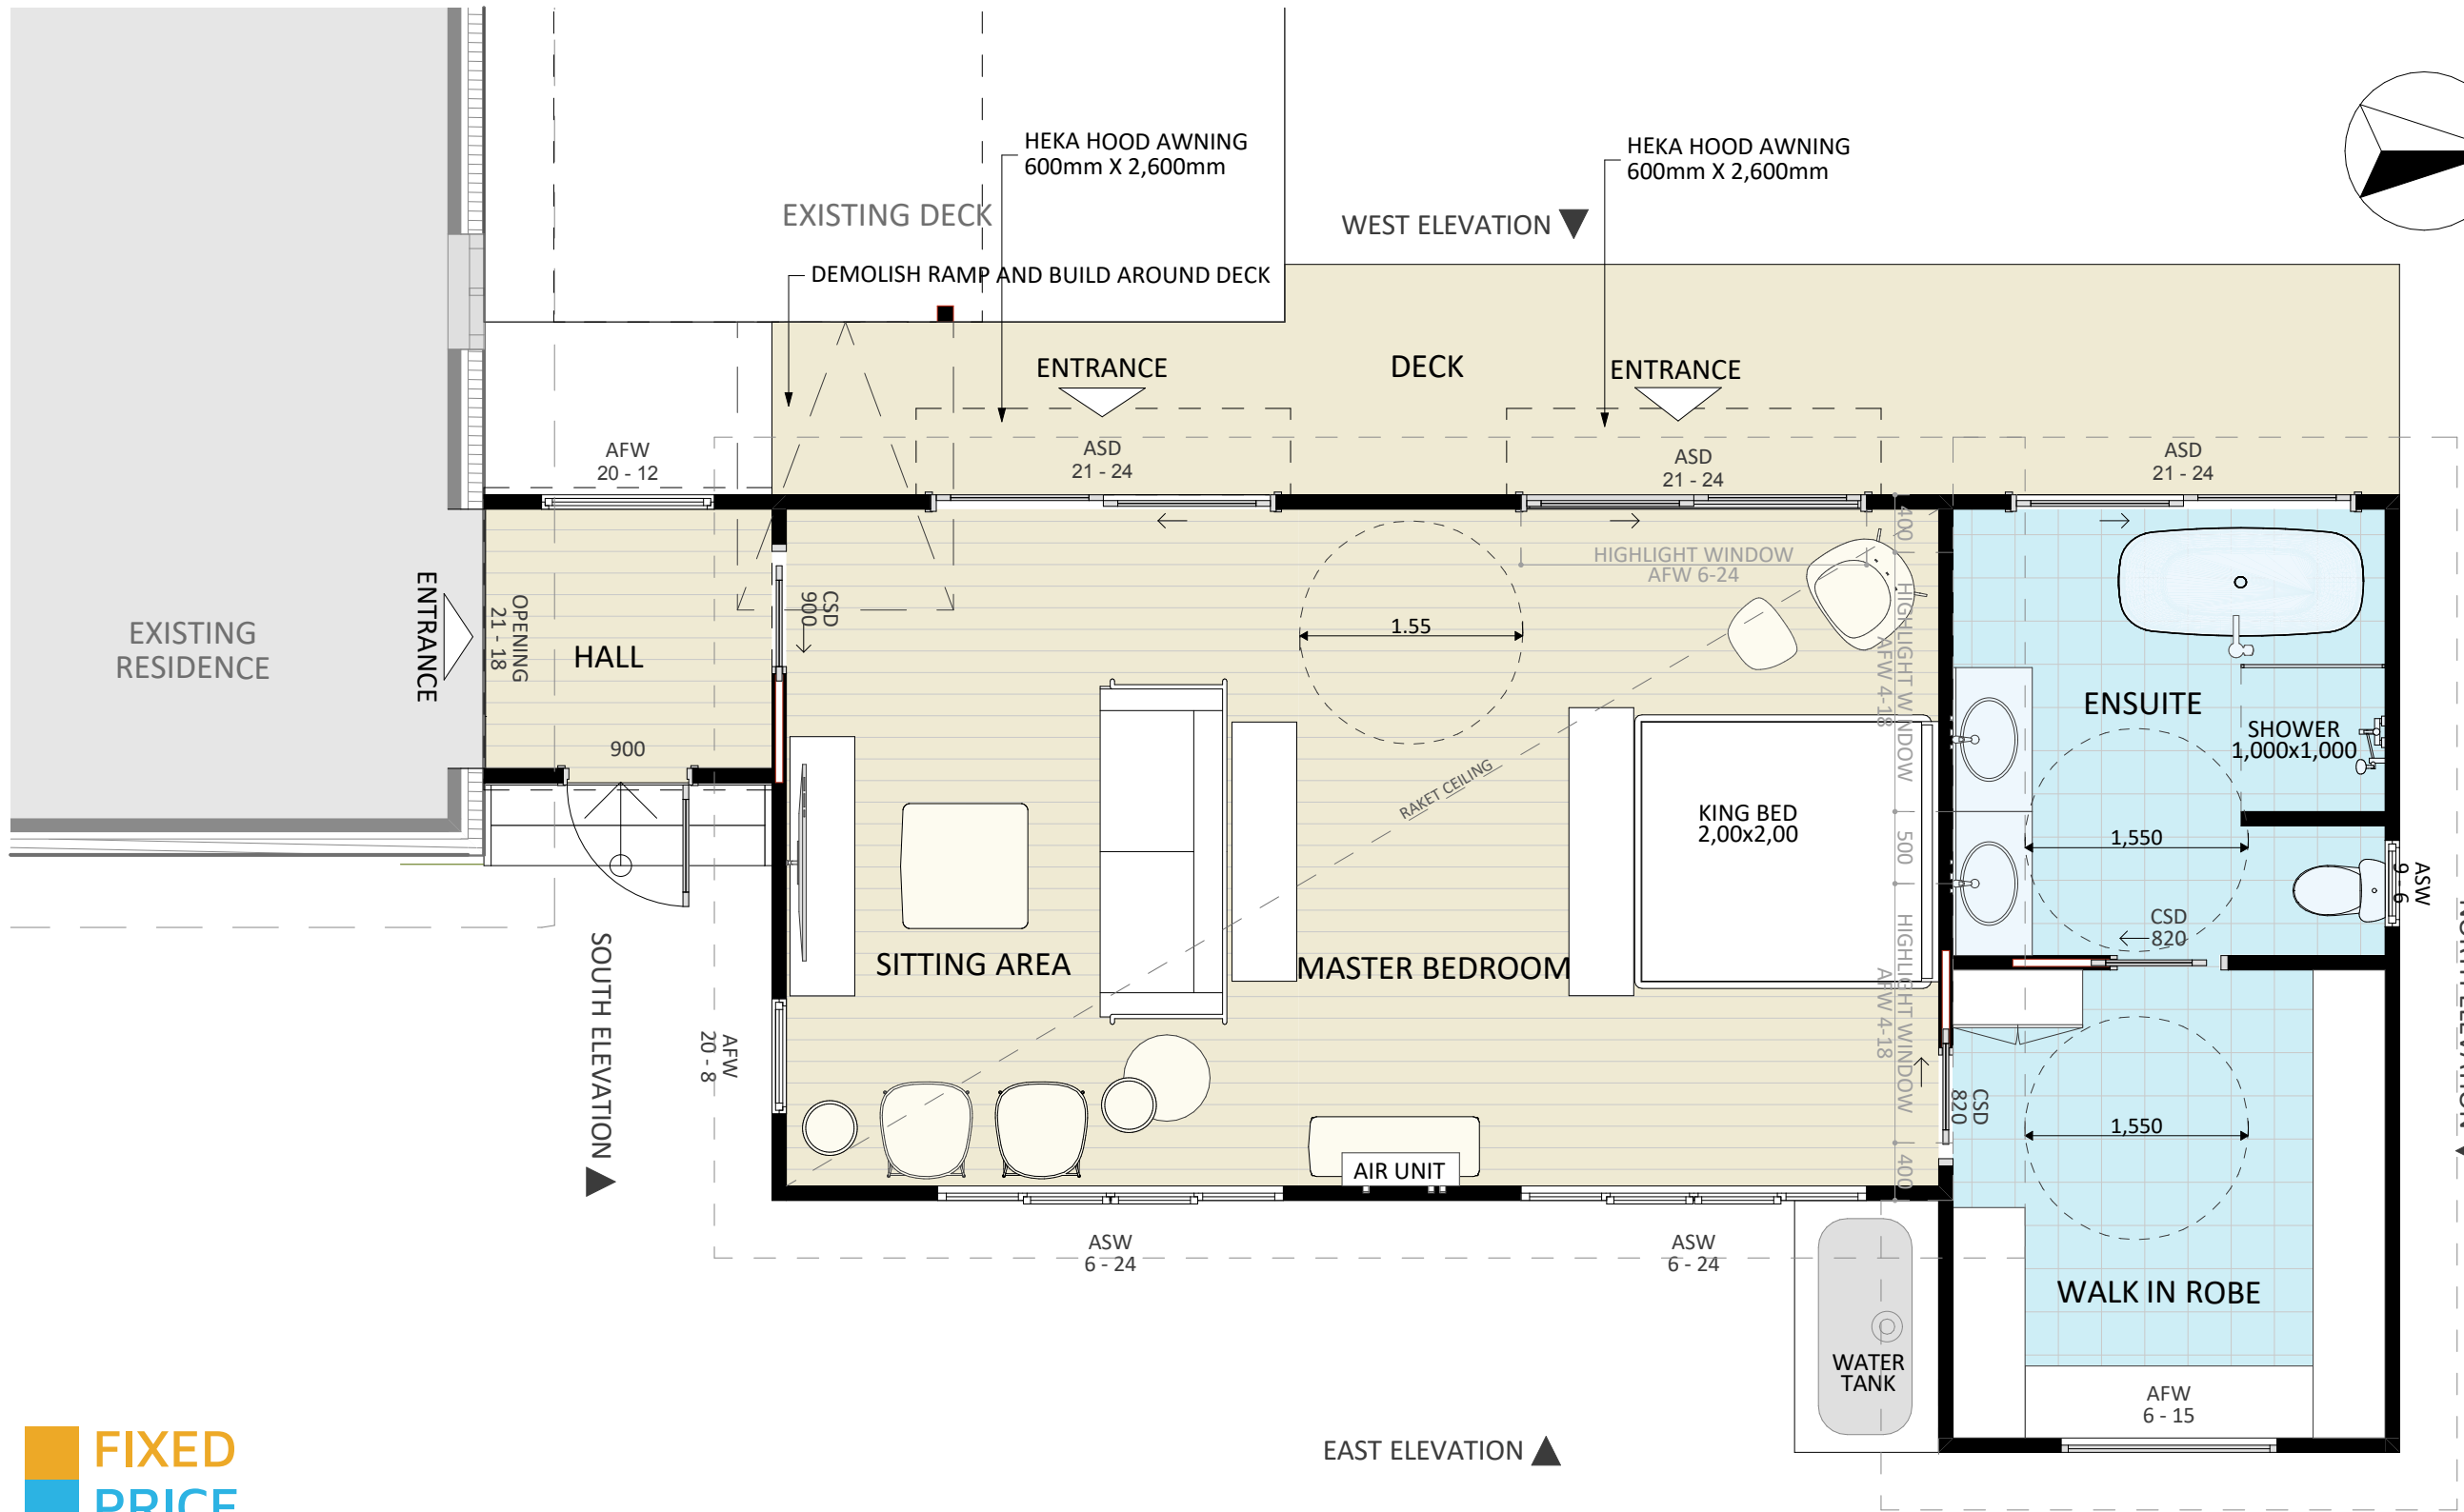 HEKA HOOD AWNING
600mm X 2,600mm
HEKA HOOD AWNING
600mm X 2,600mm
EXISTING DECK
WEST ELEVATION
DEMOLISH RAMP AND BUILD AROUND DECK
ENTRANCE
DECK
ENTRANCE
AFW
20 - 12
ASD
21 - 24
ASD
21 - 24
ASD
21 - 24
HIGHLIGHT WINDOW
AFW 6-24
400
HIGHLIGHT WINDOW
AFW 4-18
500
HIGHLIGHT WINDOW
AFW 4-18
400
EXISTING
RESIDENCE
ENTRANCE
OPENING
21 - 18
HALL
900
CSD
900
1.55
RAKET CEILING
KING BED
2,00x2,00
ENSUITE
SHOWER
1,000x1,000
1,550
CSD
820
ASW
9 - 6
NORTH ELEVATION
SITTING AREA
MASTER BEDROOM
SOUTH ELEVATION
AFW
20 - 8
CSD
820
1,550
AIR UNIT
ASW
6 - 24
ASW
6 - 24
WALK IN ROBE
WATER
TANK
AFW
6 - 15
EAST ELEVATION
FIXED
PRICE